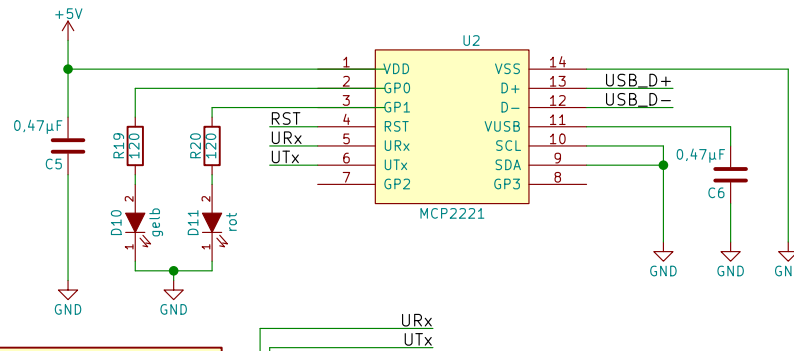 +5V
U2
1 VDD VSS 14
2 GP0 D+ 13 USB_D+
3 GP1 D- 12 USB_D-
RST 4 RST VUSB 11
URx 5 URx SCL 10
UTx 6 UTx SDA 9
7 GP2 GP3 8
MCP2221
0,47µF
C5
R19
120
R20
120
0,47µF
C6
2
D10
gelb
1
2
D11
rot
1
GND
GND
GND
GND
GN
URx
UTx